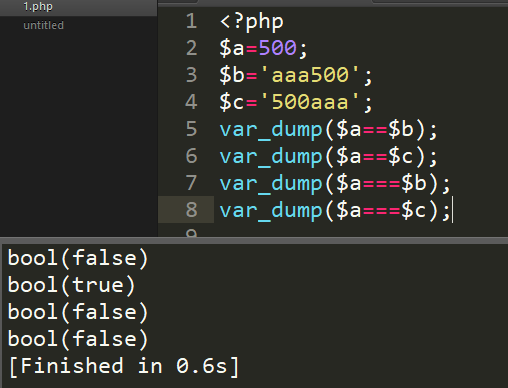 1.php
untitled
1 <?php
2 $a=500;
3 $b='aaa500';
4 $c='500aaa';
5 var_dump($a==$b);
6 var_dump($a==$c);
7 var_dump($a===$b);
8 var_dump($a===$c);
9
bool(false)
bool(true)
bool(false)
bool(false)
[Finished in 0.6s]